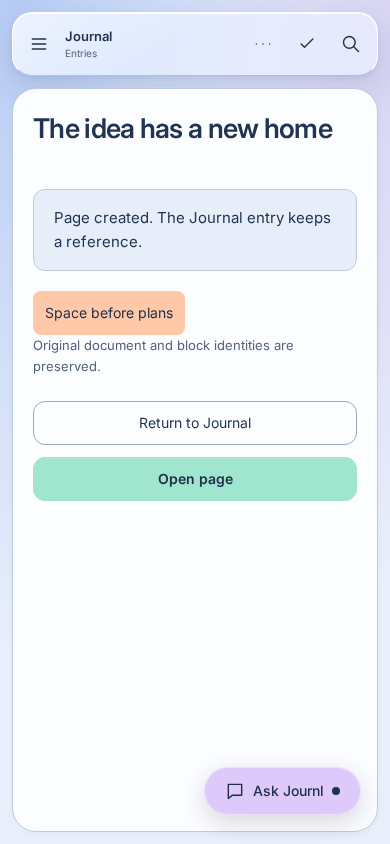 Journal
Entries
The idea has a new home
Page created. The Journal entry keeps
a reference.
Space before plans
Original document and block identities are
preserved.
Return to Journal
Open page
Ask Journl